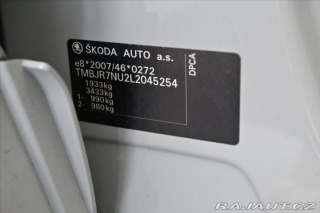 ŠKODA AUTO a.s.
e8*2007/46*0272
TMBJR7NU2L2045254
1933kg
3433kg
1- 990kg
2- 980kg
DPCA
RAJAUT.CZ